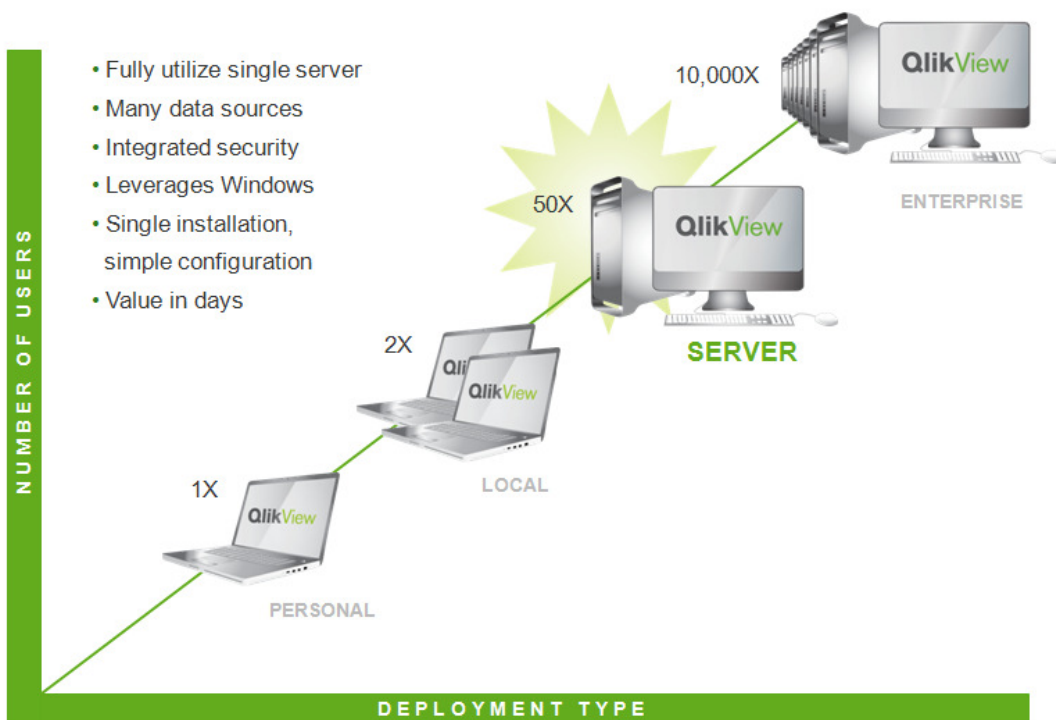 • Fully utilize single server
• Many data sources
• Integrated security
• Leverages Windows
• Single installation,
simple configuration
• Value in days
10,000X
QlikView
ENTERPRISE
50X
QlikView
SERVER
2X
Qli
QlikView
LOCAL
1X
QlikView
PERSONAL
NUMBER OF USERS
DEPLOYMENT TYPE